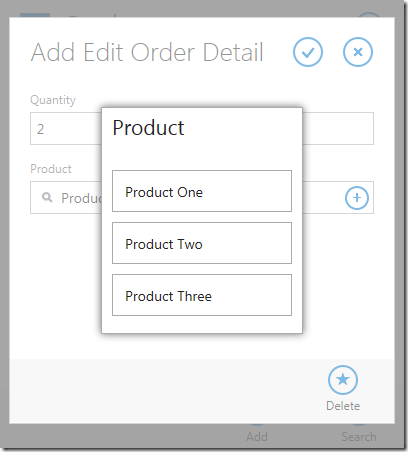 Add Edit Order Detail
Quantity
2
Product
Produc
Product
Product One
Product Two
Product Three
Delete
Add
Search